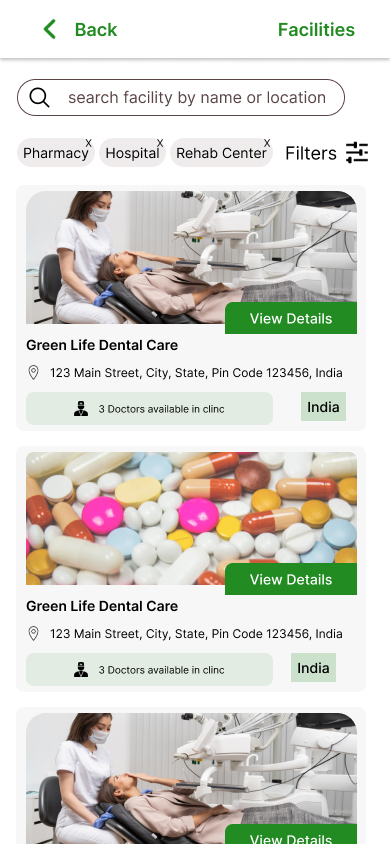 Back Facilities
search facility by name or location
Pharmacy X Hospital X Rehab Center X Filters
View Details
Green Life Dental Care
123 Main Street, City, State, Pin Code 123456, India
3 Doctors available in clinc India
View Details
Green Life Dental Care
123 Main Street, City, State, Pin Code 123456, India
3 Doctors available in clinc India
View Details